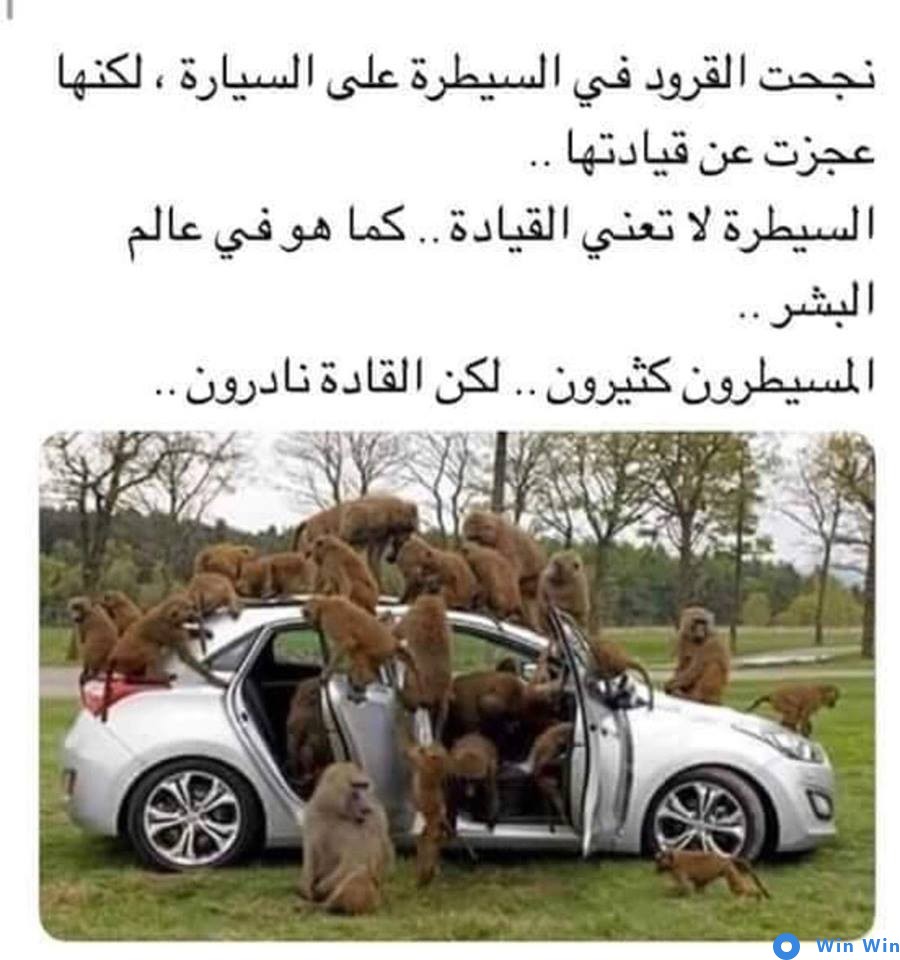 نجحت القرود في السيطرة على السيارة ، لكنها
عجزت عن قيادتها ..
السيطرة لا تعني القيادة .. كما هو في عالم
البشر ..
المسيطرون كثيرون .. لكن القادة نادرون ..
Win Win